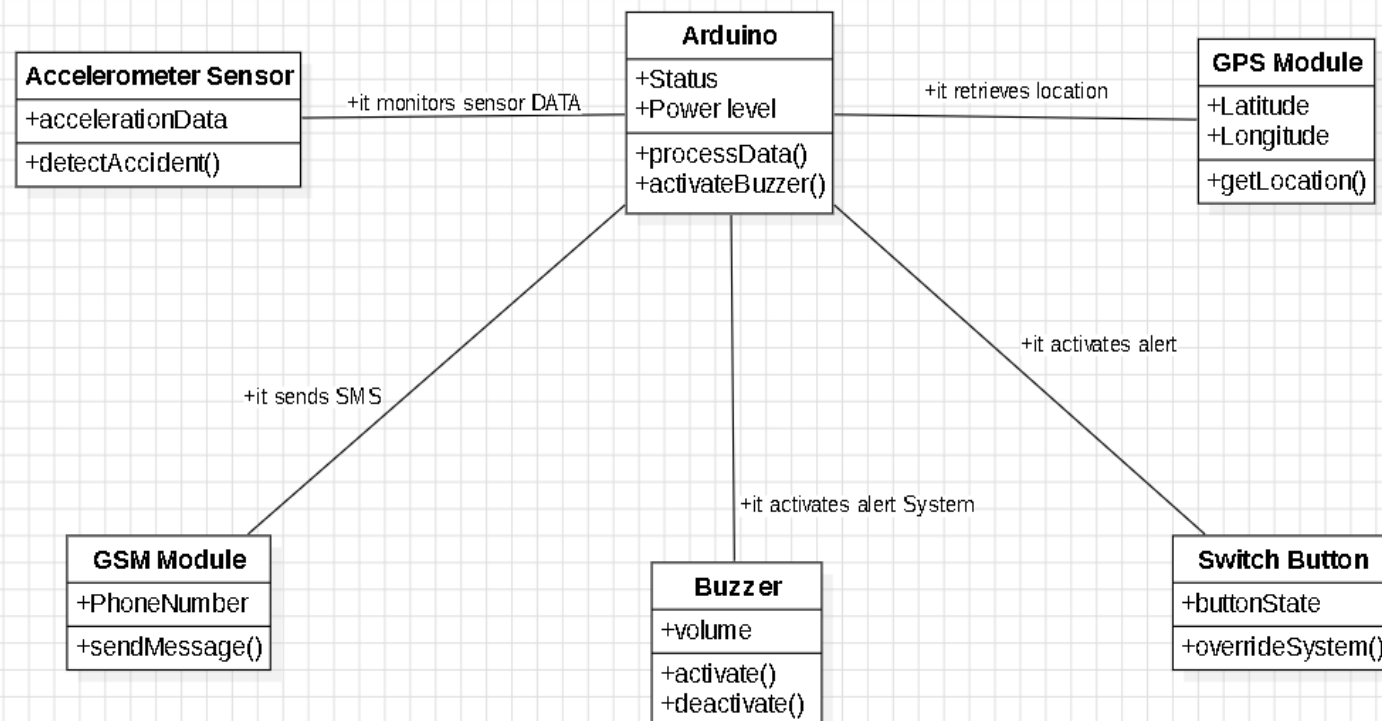 Arduino
+Status
+Power level
+processData()
+activateBuzzer()
Accelerometer Sensor
+accelerationData
+detectAccident()
+it monitors sensor DATA
+it retrieves location
GPS Module
+Latitude
+Longitude
+getLocation()
+it activates alert
+it sends SMS
+it activates alert System
GSM Module
+PhoneNumber
+sendMessage()
Buzzer
+volume
+activate()
+deactivate()
Switch Button
+buttonState
+overrideSystem()